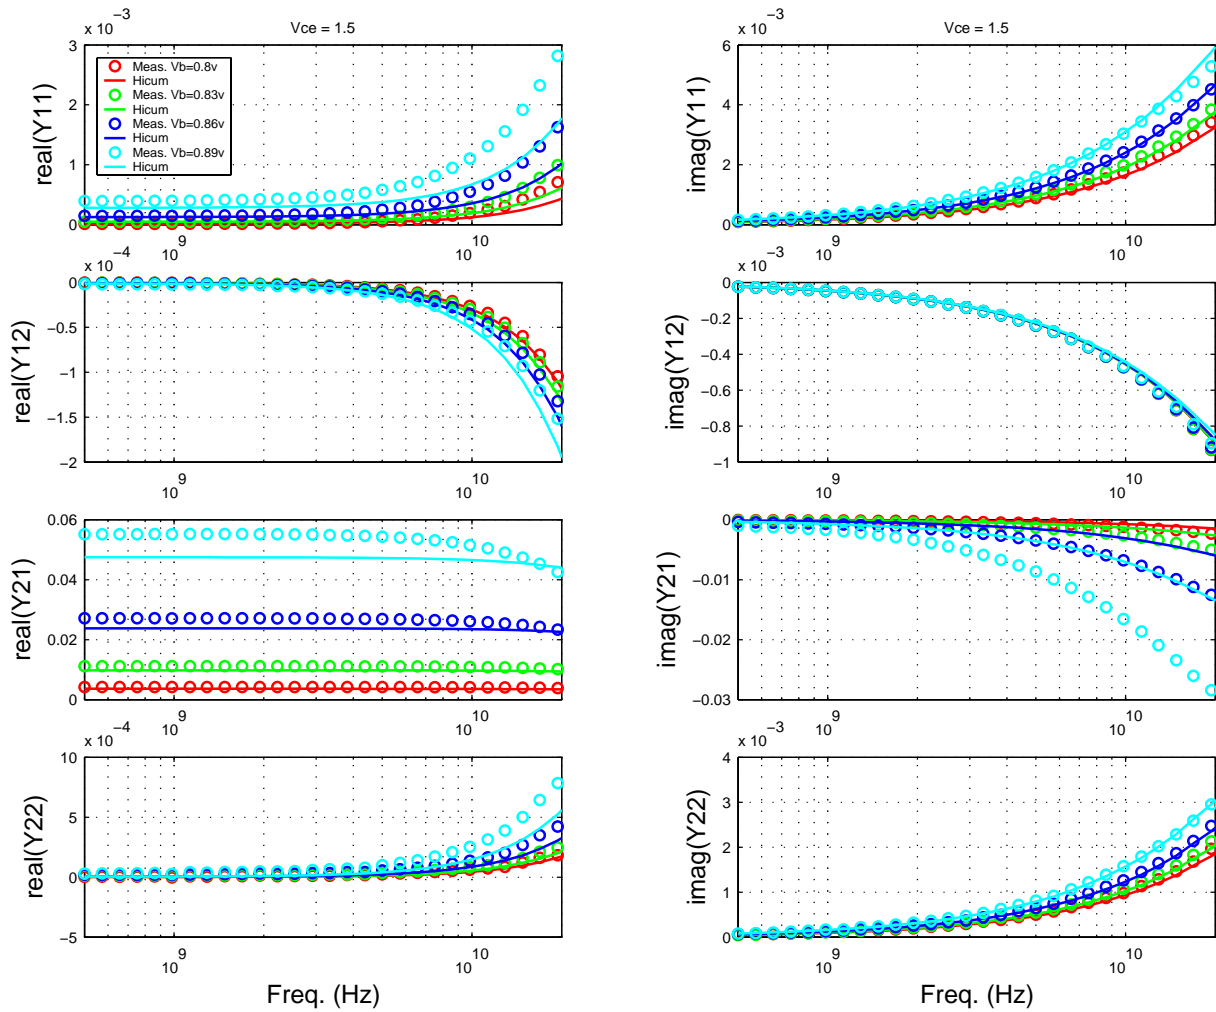 x 10^−3
Vce = 1.5
3
2
1
0
real(Y11)
Meas. Vb=0.8v
Hicum
Meas. Vb=0.83v
Hicum
Meas. Vb=0.86v
Hicum
Meas. Vb=0.89v
Hicum
10^9
10^10
x 10^−3
Vce = 1.5
6
4
2
0
imag(Y11)
10^9
10^10
x 10^−4
0
−0.5
−1
−1.5
−2
real(Y12)
10^9
10^10
x 10^−3
0
−0.2
−0.4
−0.6
−0.8
−1
imag(Y12)
10^9
10^10
0.06
0.04
0.02
0
real(Y21)
10^9
10^10
0
−0.01
−0.02
−0.03
imag(Y21)
10^9
10^10
x 10^−4
10
5
0
−5
real(Y22)
10^9
10^10
Freq. (Hz)
x 10^−3
4
3
2
1
0
imag(Y22)
10^9
10^10
Freq. (Hz)